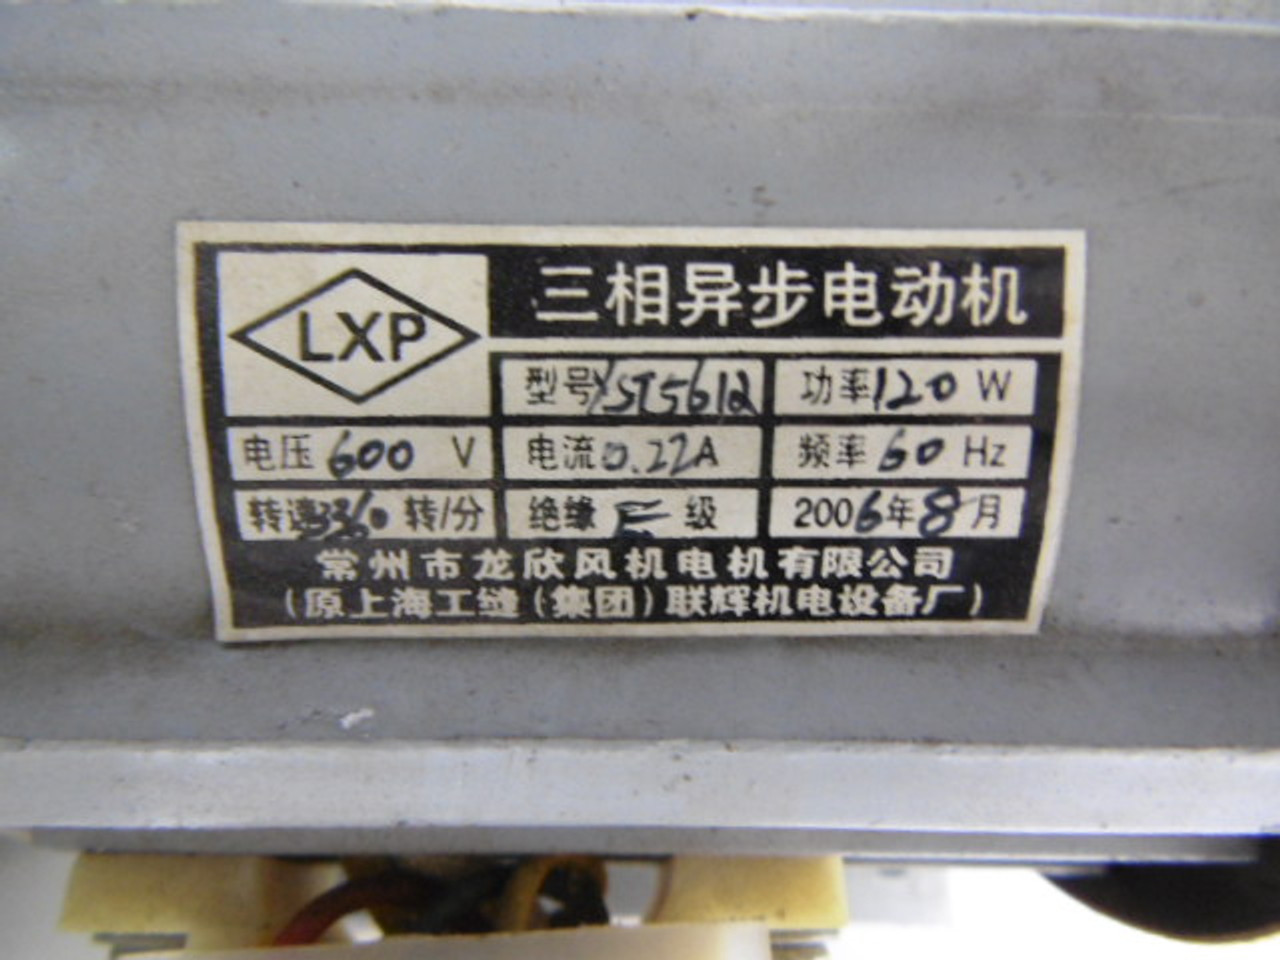 LXP
三相异步电动机
型号YST5612 功率120 W
电压600 V 电流0.22A 频率60 Hz
转速3360 转/分 绝缘 E 级 2006年8月
常州市龙欣风机电机有限公司
(原上海工缝(集团)联辉机电设备厂)